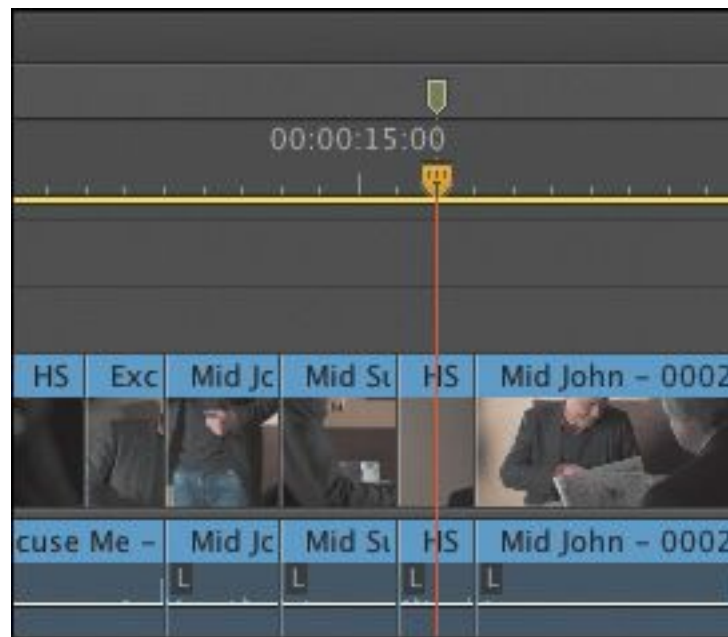 00:00:15:00
HS Exc Mid Jc Mid Su HS Mid John – 0002
cuse Me – Mid Jc Mid Su HS Mid John – 0002
L L L L